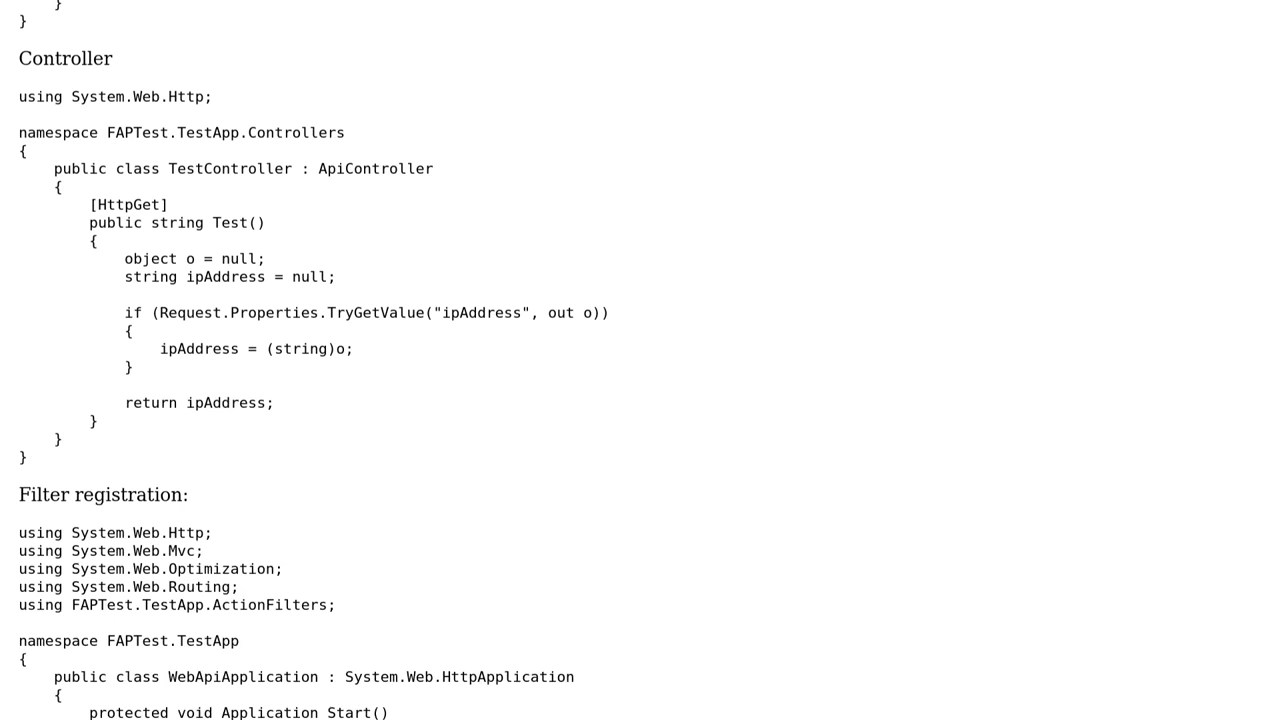 }
}
Controller
using System.Web.Http;

namespace FAPTest.TestApp.Controllers
{
    public class TestController : ApiController
    {
        [HttpGet]
        public string Test()
        {
            object o = null;
            string ipAddress = null;

            if (Request.Properties.TryGetValue("ipAddress", out o))
            {
                ipAddress = (string)o;
            }

            return ipAddress;
        }
    }
}
Filter registration:
using System.Web.Http;
using System.Web.Mvc;
using System.Web.Optimization;
using System.Web.Routing;
using FAPTest.TestApp.ActionFilters;

namespace FAPTest.TestApp
{
    public class WebApiApplication : System.Web.HttpApplication
    {
        protected void Application_Start()